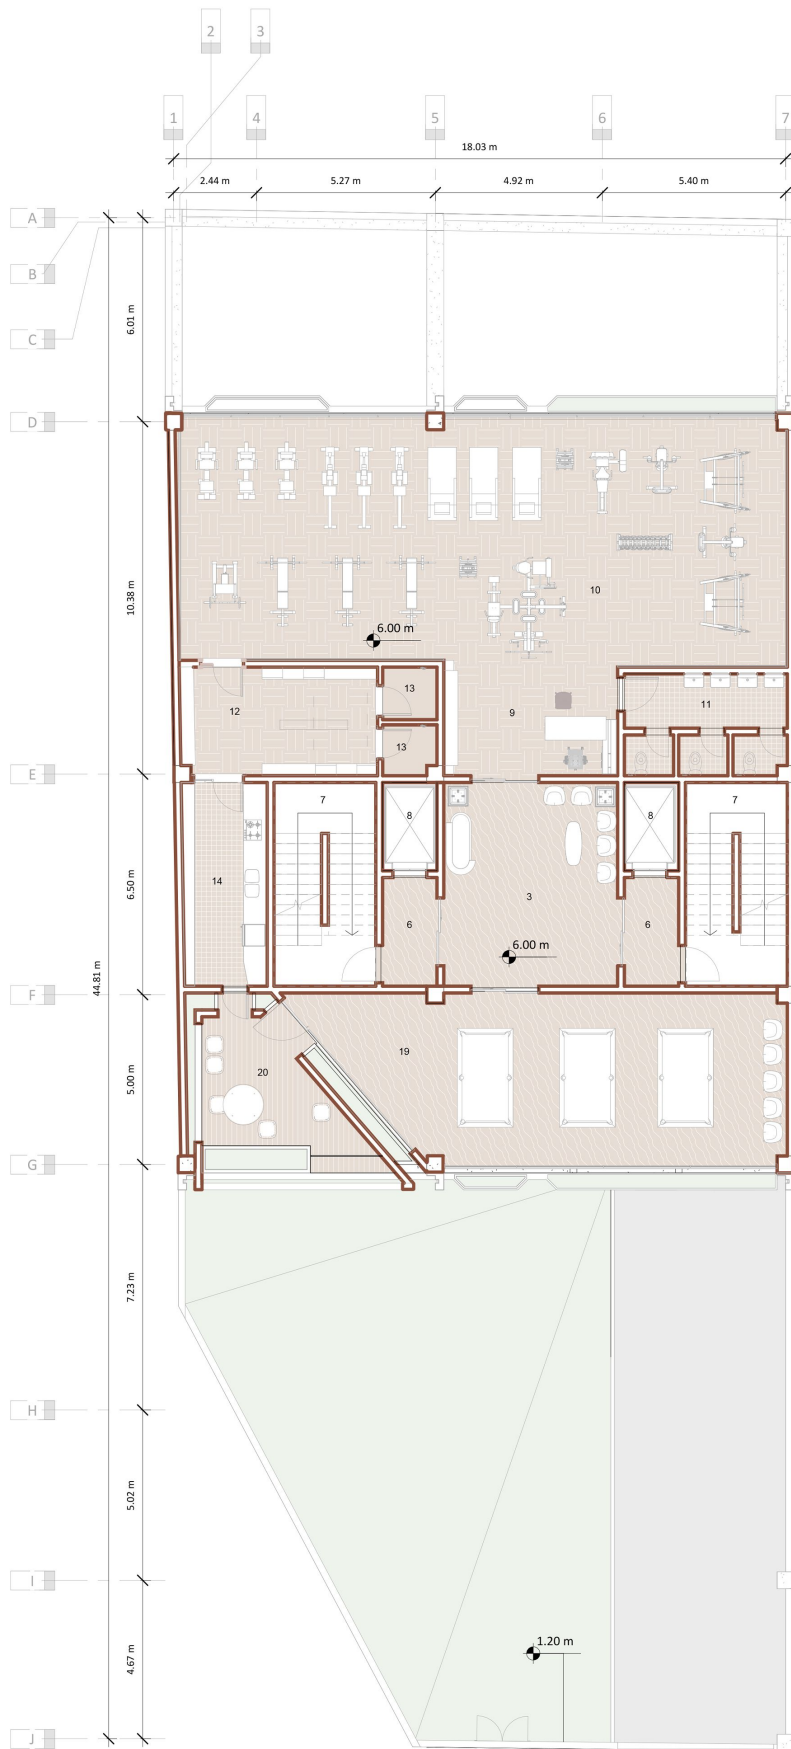 2
3
1
4
5
6
7
18.03 m
2.44 m
5.27 m
4.92 m
5.40 m
A
B
C
6.01 m
D
10.38 m
10
6.00 m
13
12
9
11
13
E
7
8
8
7
14
3
6
6
6.50 m
6.00 m
44.81 m
F
19
20
5.00 m
G
7.23 m
H
5.02 m
I
1.20 m
4.67 m
J